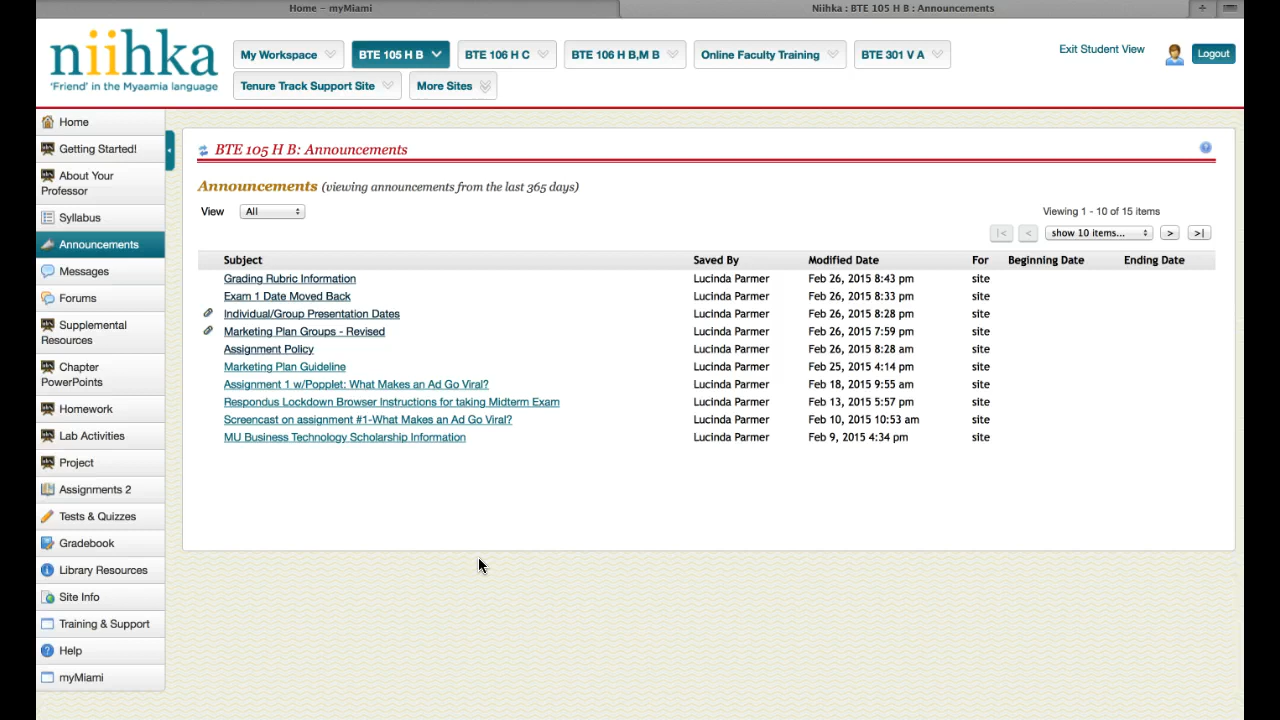 Home – myMiami
Niihka : BTE 105 H B : Announcements
niihka
'Friend' in the Myaamia language
My Workspace
BTE 105 H B
BTE 106 H C
BTE 106 H B,M B
Online Faculty Training
BTE 301 V A
Exit Student View
Logout
Tenure Track Support Site
More Sites
Home
Getting Started!
About Your
Professor
Syllabus
Announcements
Messages
Forums
Supplemental
Resources
Chapter
PowerPoints
Homework
Lab Activities
Project
Assignments 2
Tests & Quizzes
Gradebook
Library Resources
Site Info
Training & Support
Help
myMiami
BTE 105 H B: Announcements
Announcements (viewing announcements from the last 365 days)
View All
Viewing 1 - 10 of 15 items
|< < show 10 items... > >|
Subject Saved By Modified Date For Beginning Date Ending Date
Grading Rubric Information Lucinda Parmer Feb 26, 2015 8:43 pm site
Exam 1 Date Moved Back Lucinda Parmer Feb 26, 2015 8:33 pm site
Individual/Group Presentation Dates Lucinda Parmer Feb 26, 2015 8:28 pm site
Marketing Plan Groups - Revised Lucinda Parmer Feb 26, 2015 7:59 pm site
Assignment Policy Lucinda Parmer Feb 26, 2015 8:28 am site
Marketing Plan Guideline Lucinda Parmer Feb 25, 2015 4:14 pm site
Assignment 1 w/Popplet: What Makes an Ad Go Viral? Lucinda Parmer Feb 18, 2015 9:55 am site
Respondus Lockdown Browser Instructions for taking Midterm Exam Lucinda Parmer Feb 13, 2015 5:57 pm site
Screencast on assignment #1-What Makes an Ad Go Viral? Lucinda Parmer Feb 10, 2015 10:53 am site
MU Business Technology Scholarship Information Lucinda Parmer Feb 9, 2015 4:34 pm site